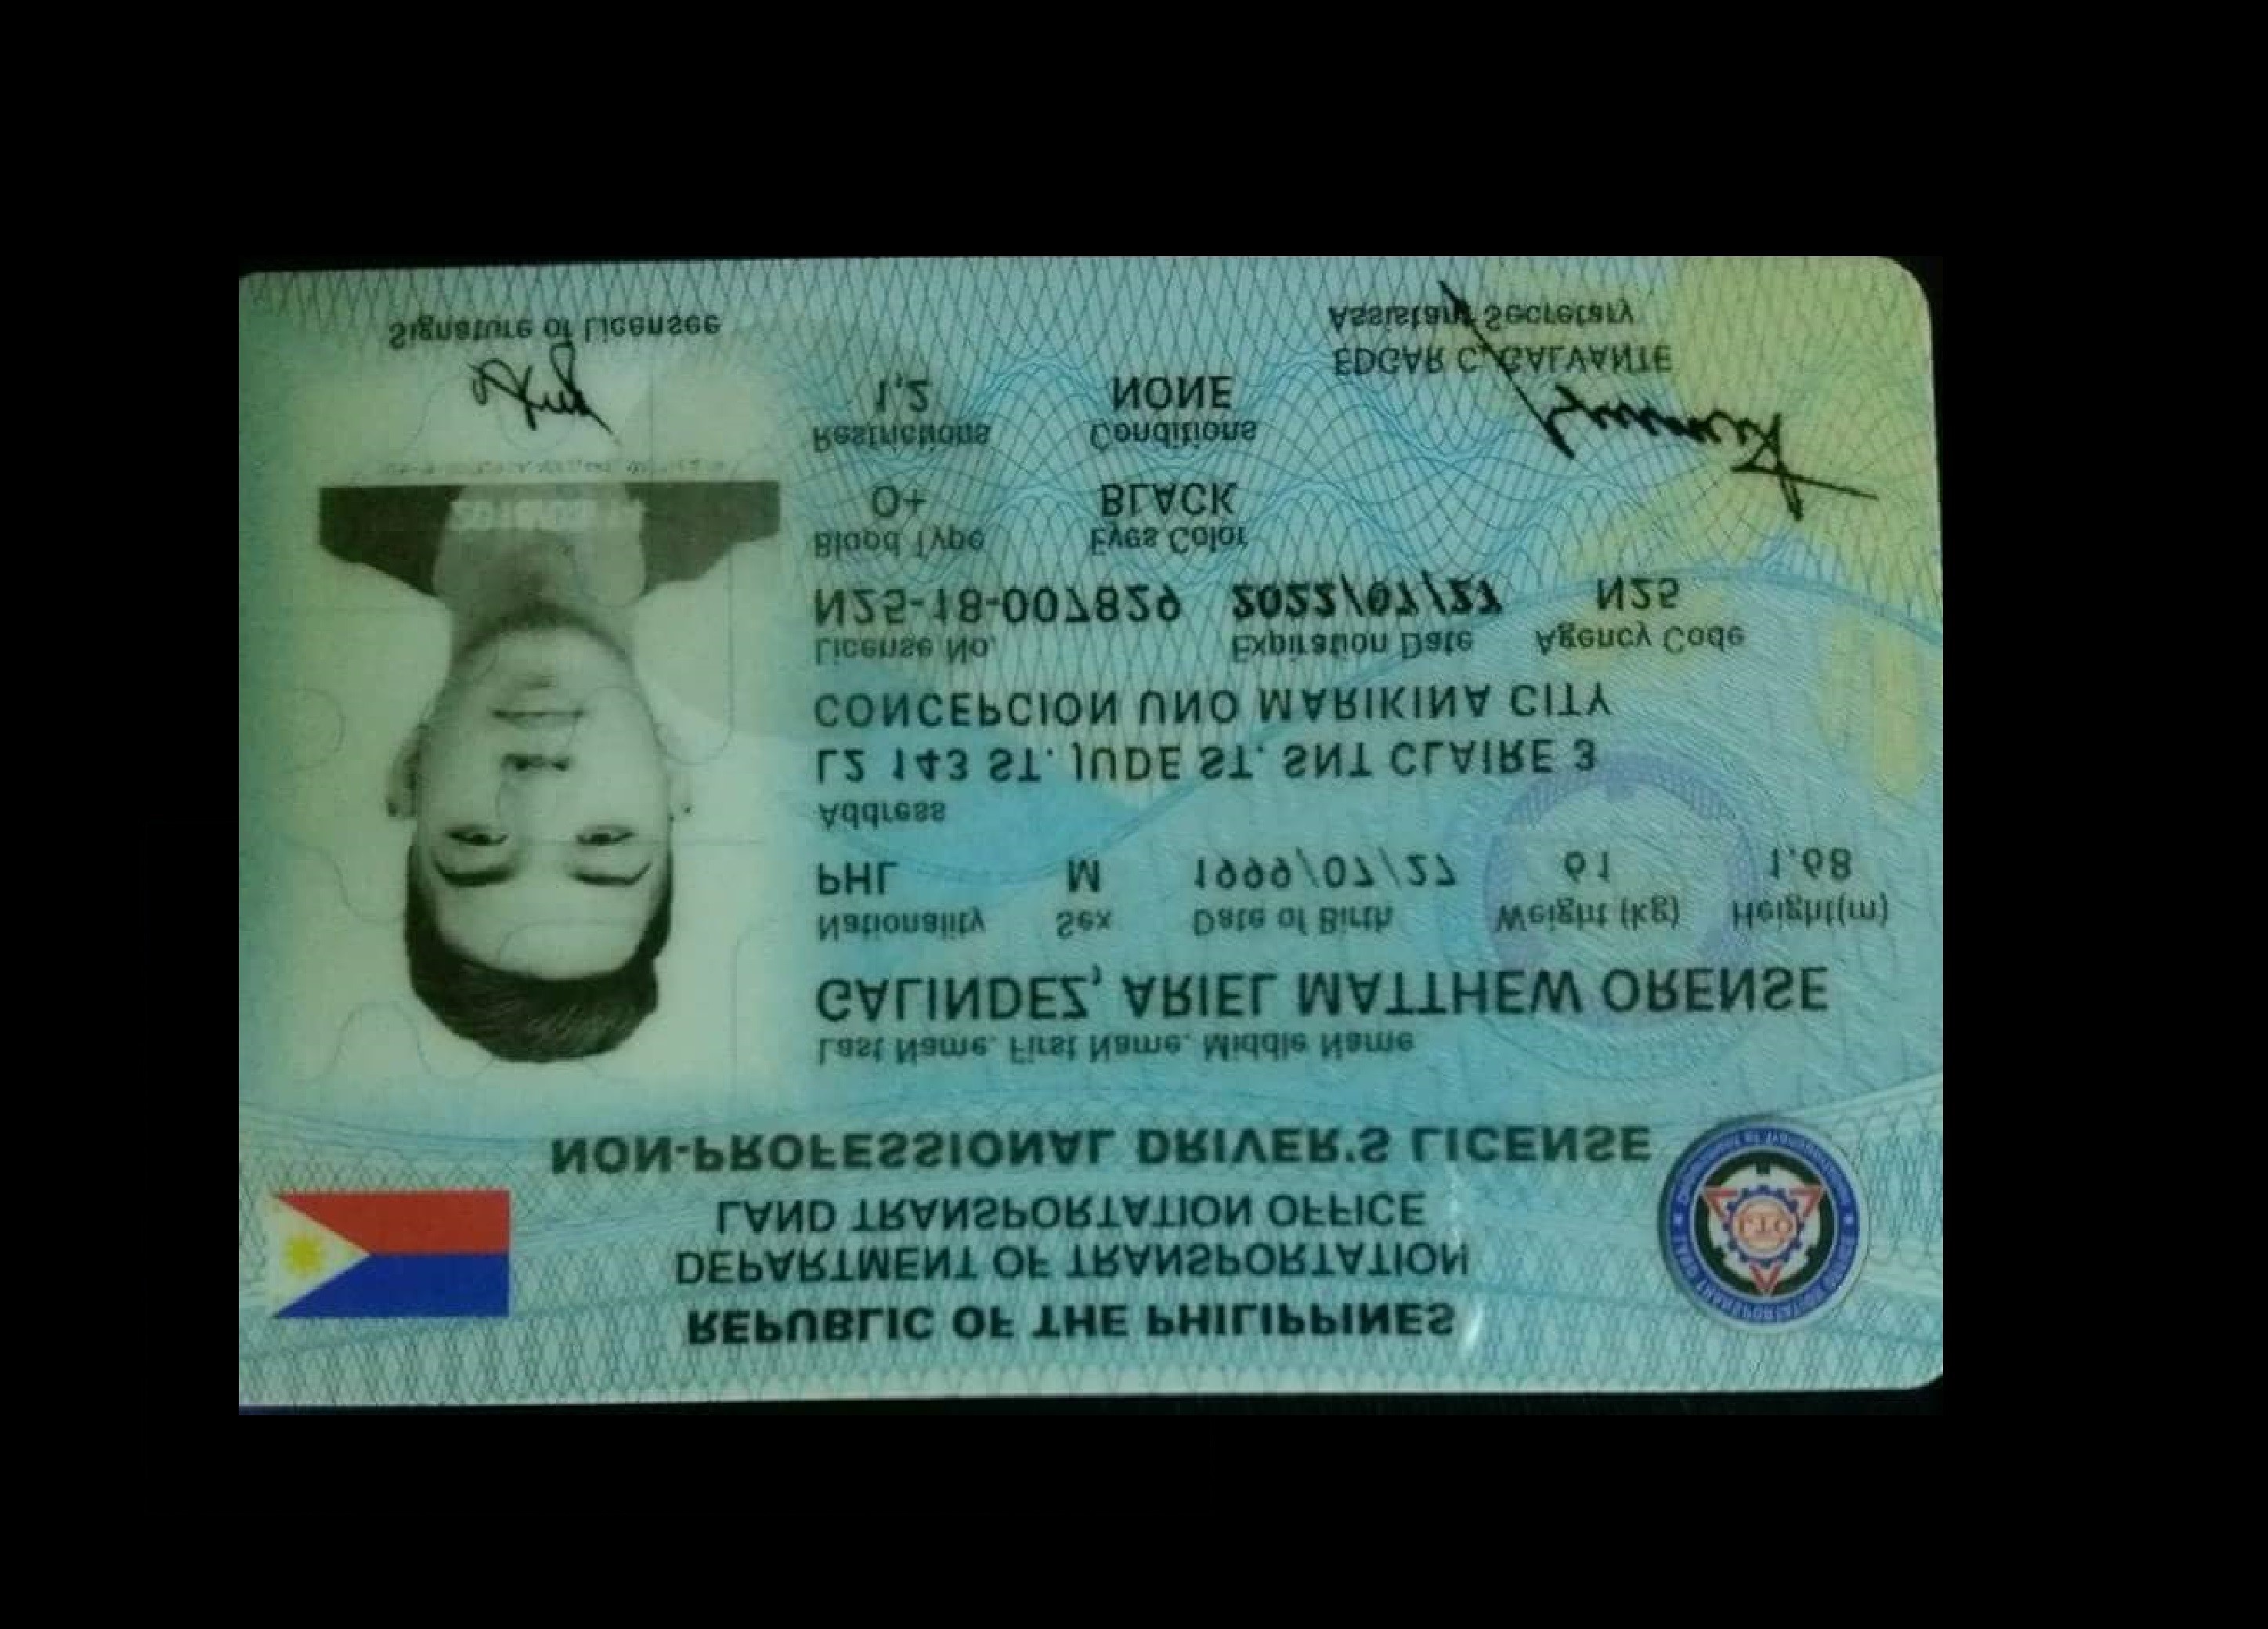 REPUBLIC OF THE PHILIPPINES
DEPARTMENT OF TRANSPORTATION
LAND TRANSPORTATION OFFICE
NON-PROFESSIONAL DRIVER'S LICENSE
LTO
Last Name, First Name, Middle Name
GALINDEZ, ARIEL MATTHEW ORENSE
Nationality Sex Date of Birth Weight (kg) Height(m)
PHL M 1999/07/27 61 1.68
Address
L2 143 ST. JUDE ST. SNT CLAIRE 3
CONCEPCION UNO MARIKINA CITY
License No. Expiration Date Agency Code
N25-18-007829 2022/07/27 N25
Blood Type Eyes Color
O+ BLACK
Restrictions Conditions
1,2 NONE
EDGAR C. GALVANTE
Assistant Secretary
Signature of Licensee